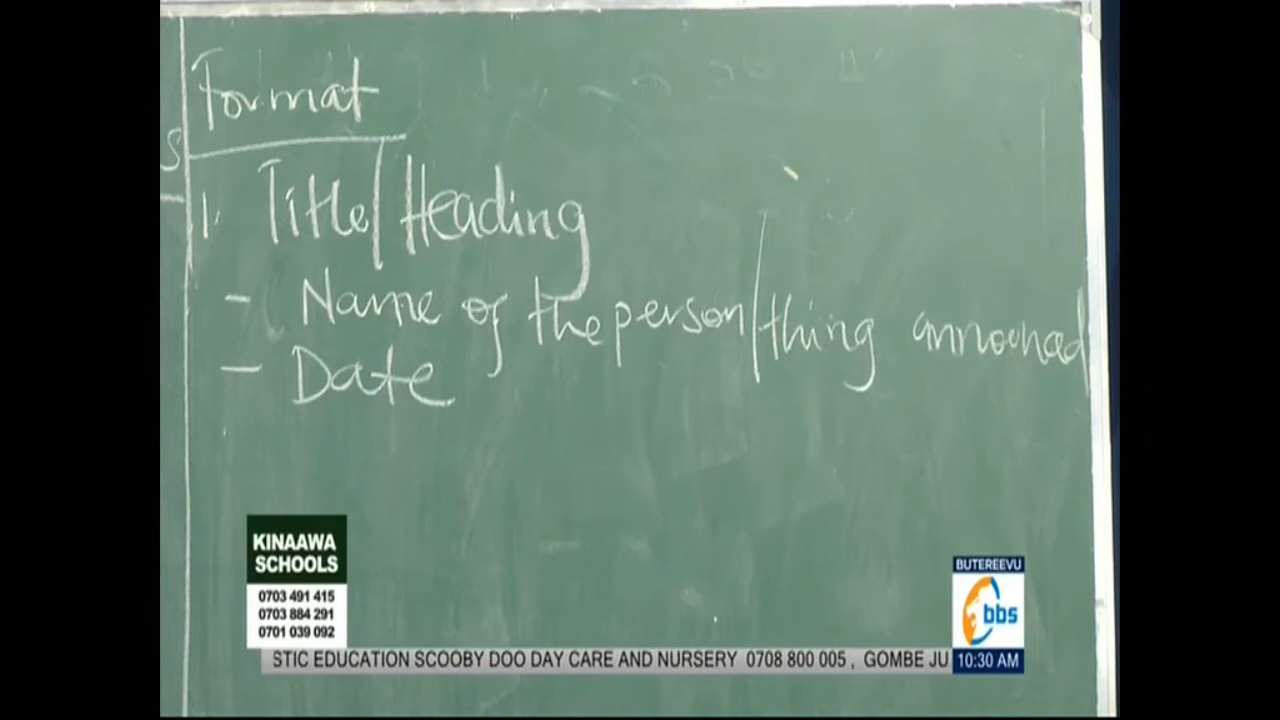 Format
1. Title/Heading
- Name of the person/thing announced
- Date
KINAAWA
SCHOOLS
0703 491 415
0703 884 291
0701 039 092
BUTEREEVU
bbs
STIC EDUCATION SCOOBY DOO DAY CARE AND NURSERY 0708 800 005 , GOMBE JU
10:30 AM